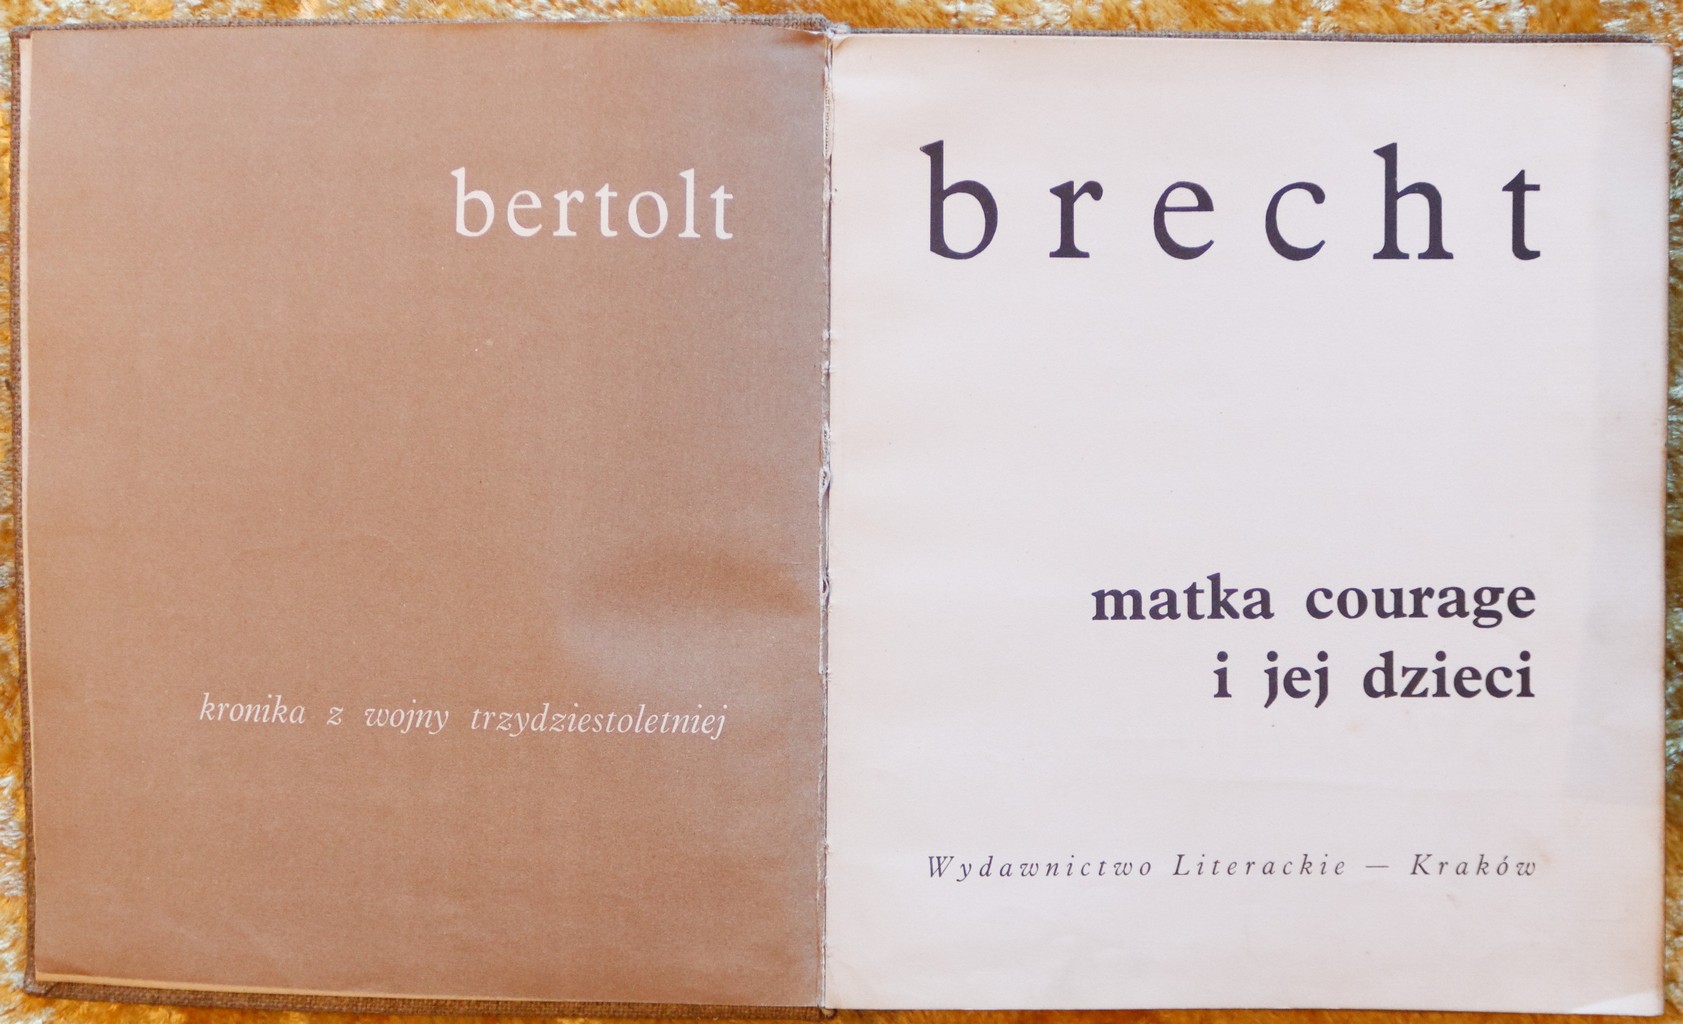 bertolt
brecht
kronika z wojny trzydziestoletniej
matka courage
i jej dzieci
Wydawnictwo Literackie — Kraków